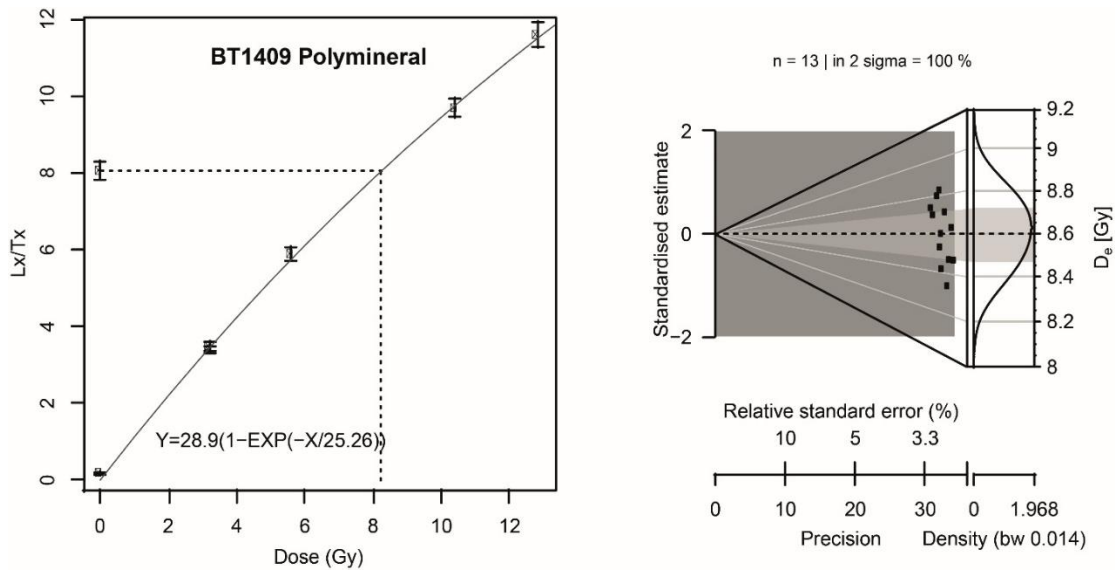 BT1409 Polymineral
Lx/Tx
12
10
8
6
4
2
0
Y=28.9(1−EXP(−X/25.26))
0 2 4 6 8 10 12
Dose (Gy)
n = 13 | in 2 sigma = 100 %
Standardised estimate
2
0
−2
9.2
9
8.8
8.6
8.4
8.2
8
De [Gy]
Relative standard error (%)
10 5 3.3
0 10 20 30 0 1.968
Precision Density (bw 0.014)